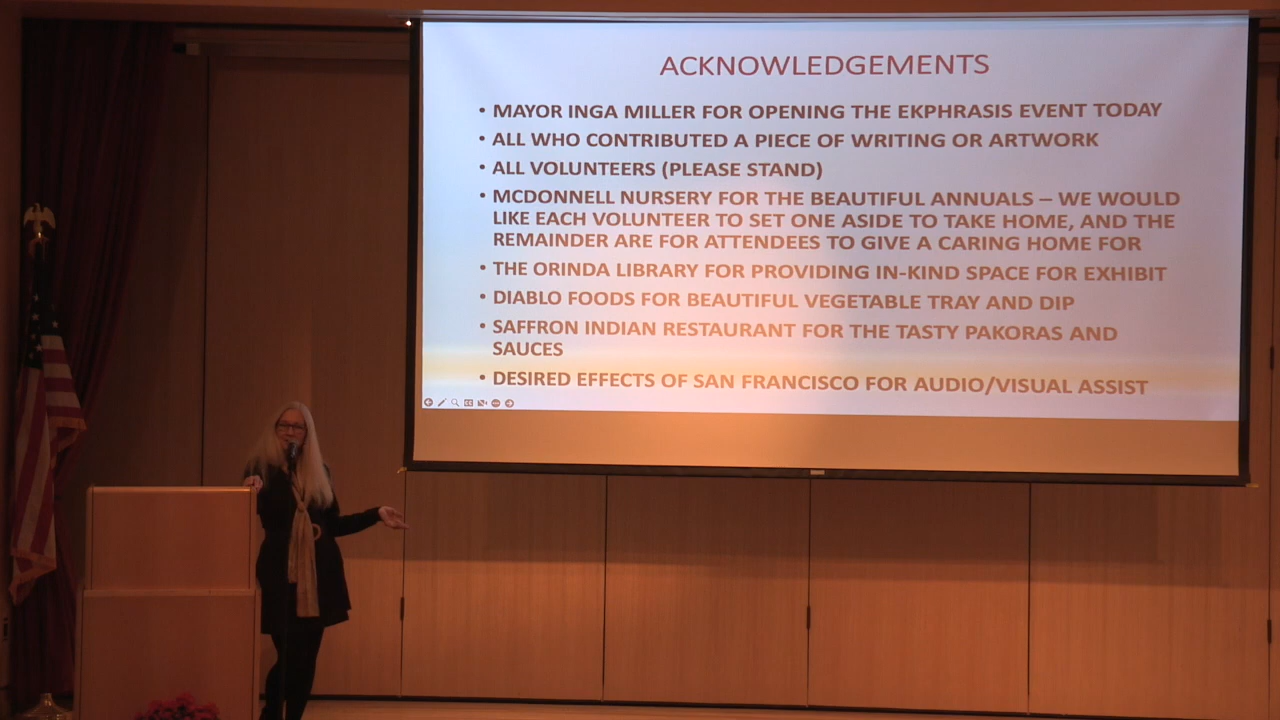 ACKNOWLEDGEMENTS
• MAYOR INGA MILLER FOR OPENING THE EKPHRASIS EVENT TODAY
• ALL WHO CONTRIBUTED A PIECE OF WRITING OR ARTWORK
• ALL VOLUNTEERS (PLEASE STAND)
• MCDONNELL NURSERY FOR THE BEAUTIFUL ANNUALS – WE WOULD
LIKE EACH VOLUNTEER TO SET ONE ASIDE TO TAKE HOME, AND THE
REMAINDER ARE FOR ATTENDEES TO GIVE A CARING HOME FOR
• THE ORINDA LIBRARY FOR PROVIDING IN-KIND SPACE FOR EXHIBIT
• DIABLO FOODS FOR BEAUTIFUL VEGETABLE TRAY AND DIP
• SAFFRON INDIAN RESTAURANT FOR THE TASTY PAKORAS AND
SAUCES
• DESIRED EFFECTS OF SAN FRANCISCO FOR AUDIO/VISUAL ASSIST